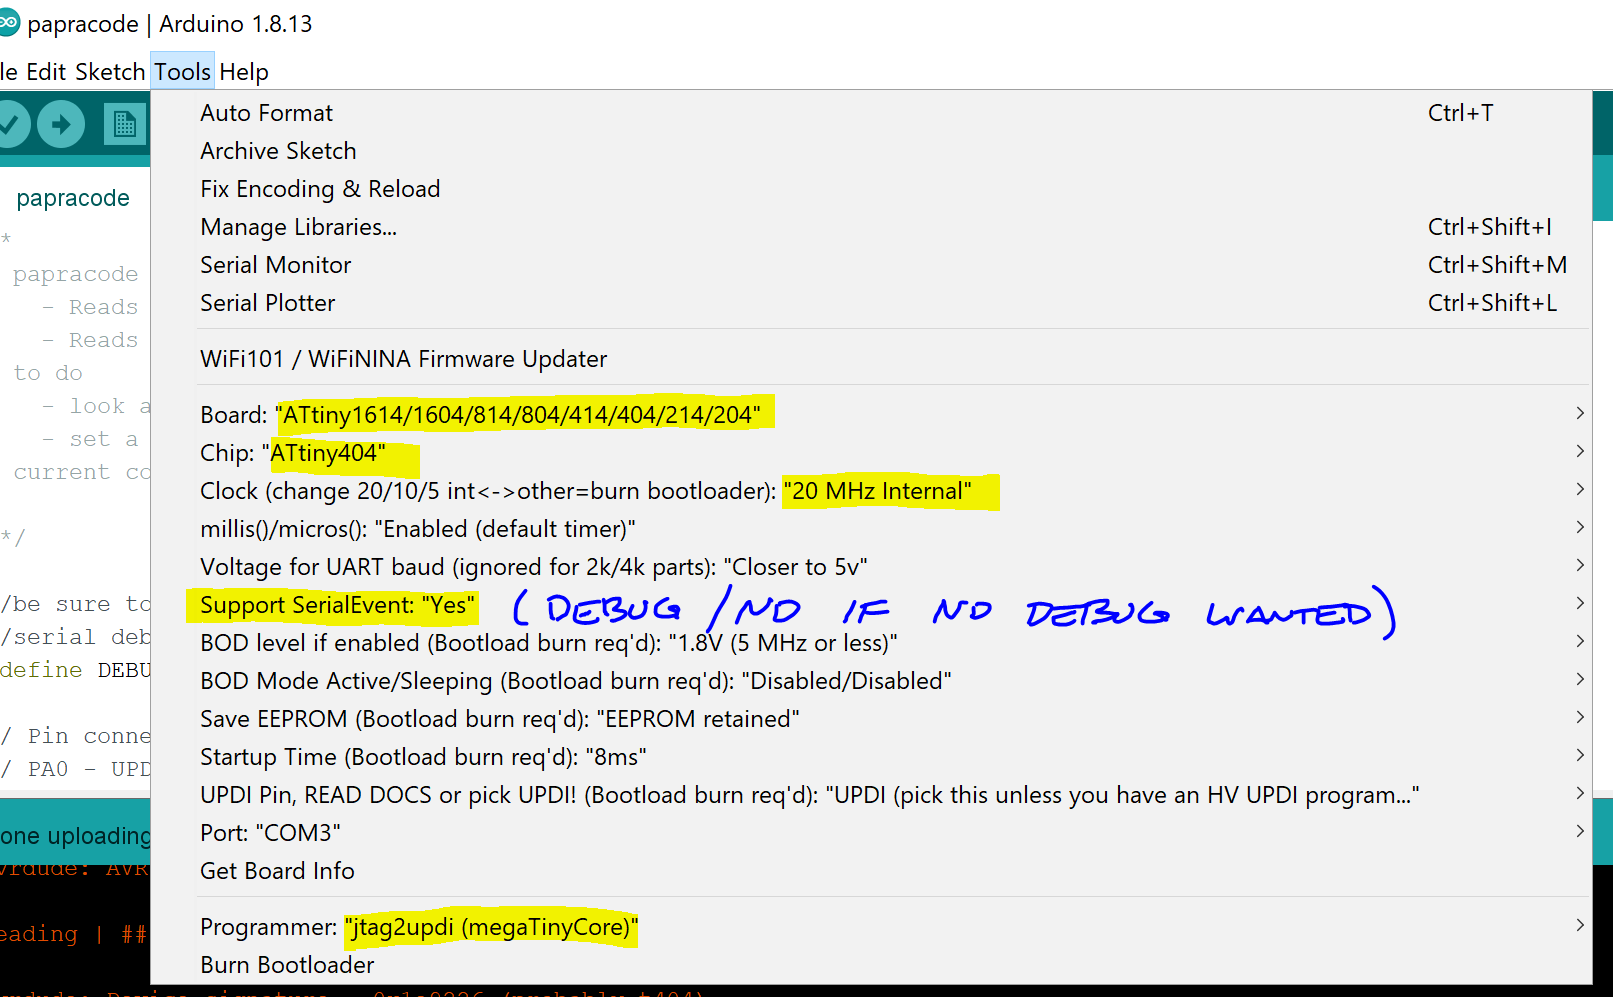 papracode | Arduino 1.8.13
le Edit Sketch Tools Help
Auto Format Ctrl+T
Archive Sketch
Fix Encoding & Reload
papracode
Manage Libraries... Ctrl+Shift+I
*
Serial Monitor Ctrl+Shift+M
papracode
Serial Plotter Ctrl+Shift+L
- Reads
- Reads
WiFi101 / WiFiNINA Firmware Updater
to do
- look a
Board: "ATtiny1614/1604/814/804/414/404/214/204"
- set a
Chip: "ATtiny404"
current co
Clock (change 20/10/5 int<->other=burn bootloader): "20 MHz Internal"
*/
millis()/micros(): "Enabled (default timer)"
Voltage for UART baud (ignored for 2k/4k parts): "Closer to 5v"
/be sure to
Support SerialEvent: "Yes" (DEBUG /NO IF NO DEBUG WANTED)
/serial deb
BOD level if enabled (Bootload burn req'd): "1.8V (5 MHz or less)"
define DEBU
BOD Mode Active/Sleeping (Bootload burn req'd): "Disabled/Disabled"
Save EEPROM (Bootload burn req'd): "EEPROM retained"
/ Pin conne
Startup Time (Bootload burn req'd): "8ms"
/ PA0 - UPD
UPDI Pin, READ DOCS or pick UPDI! (Bootload burn req'd): "UPDI (pick this unless you have an HV UPDI program..."
Port: "COM3"
one uploading
Get Board Info
vrdude: AVR
Programmer: "jtag2updi (megaTinyCore)"
eading | ##
Burn Bootloader